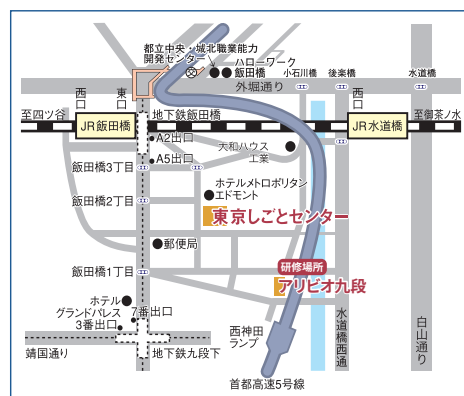 都立中央・城北職業能力
開発センター
ハローワーク
飯田橋
小石川橋
後楽橋
水道橋
外堀通り
西口
東口
西口
至四ツ谷
JR飯田橋
地下鉄飯田橋
JR水道橋
至御茶ノ水
A2出口
大和ハウス
工業
A5出口
飯田橋3丁目
ホテルメトロポリタン
エドモント
飯田橋2丁目
東京しごとセンター
郵便局
飯田橋1丁目
研修場所
アリビオ九段
ホテル
グランドパレス
7番出口
3番出口
西神田
ランプ
水道橋西通
白山通り
靖国通り
地下鉄九段下
首都高速5号線